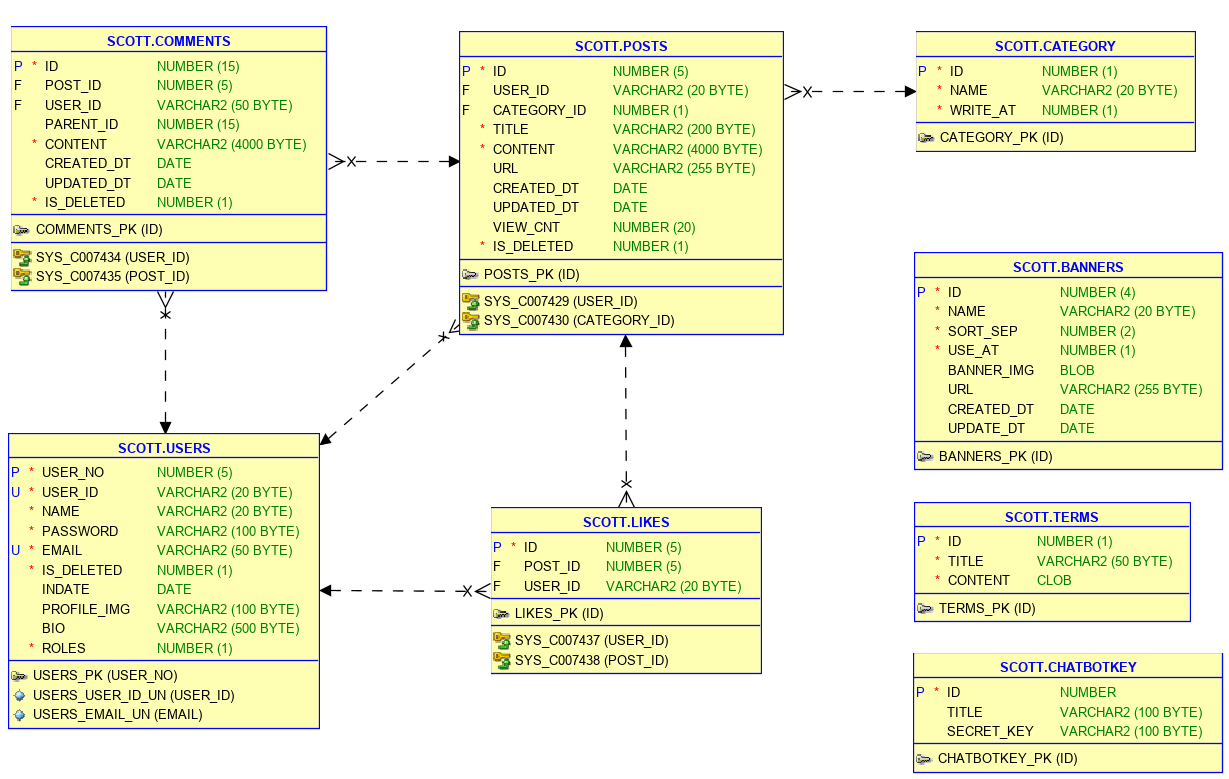 SCOTT.COMMENTS
P * ID NUMBER (15)
F POST_ID NUMBER (5)
F USER_ID VARCHAR2 (50 BYTE)
PARENT_ID NUMBER (15)
* CONTENT VARCHAR2 (4000 BYTE)
CREATED_DT DATE
UPDATED_DT DATE
* IS_DELETED NUMBER (1)
COMMENTS_PK (ID)
SYS_C007434 (USER_ID)
SYS_C007435 (POST_ID)
SCOTT.POSTS
P * ID NUMBER (5)
F USER_ID VARCHAR2 (20 BYTE)
F CATEGORY_ID NUMBER (1)
* TITLE VARCHAR2 (200 BYTE)
* CONTENT VARCHAR2 (4000 BYTE)
URL VARCHAR2 (255 BYTE)
CREATED_DT DATE
UPDATED_DT DATE
VIEW_CNT NUMBER (20)
* IS_DELETED NUMBER (1)
POSTS_PK (ID)
SYS_C007429 (USER_ID)
SYS_C007430 (CATEGORY_ID)
SCOTT.CATEGORY
P * ID NUMBER (1)
* NAME VARCHAR2 (20 BYTE)
* WRITE_AT NUMBER (1)
CATEGORY_PK (ID)
SCOTT.BANNERS
P * ID NUMBER (4)
* NAME VARCHAR2 (20 BYTE)
* SORT_SEP NUMBER (2)
* USE_AT NUMBER (1)
BANNER_IMG BLOB
URL VARCHAR2 (255 BYTE)
CREATED_DT DATE
UPDATE_DT DATE
BANNERS_PK (ID)
SCOTT.USERS
P * USER_NO NUMBER (5)
U * USER_ID VARCHAR2 (20 BYTE)
* NAME VARCHAR2 (20 BYTE)
* PASSWORD VARCHAR2 (100 BYTE)
U * EMAIL VARCHAR2 (50 BYTE)
* IS_DELETED NUMBER (1)
INDATE DATE
PROFILE_IMG VARCHAR2 (100 BYTE)
BIO VARCHAR2 (500 BYTE)
* ROLES NUMBER (1)
USERS_PK (USER_NO)
USERS_USER_ID_UN (USER_ID)
USERS_EMAIL_UN (EMAIL)
SCOTT.LIKES
P * ID NUMBER (5)
F POST_ID NUMBER (5)
F USER_ID VARCHAR2 (20 BYTE)
LIKES_PK (ID)
SYS_C007437 (USER_ID)
SYS_C007438 (POST_ID)
SCOTT.TERMS
P * ID NUMBER (1)
* TITLE VARCHAR2 (50 BYTE)
* CONTENT CLOB
TERMS_PK (ID)
SCOTT.CHATBOTKEY
P * ID NUMBER
TITLE VARCHAR2 (100 BYTE)
SECRET_KEY VARCHAR2 (100 BYTE)
CHATBOTKEY_PK (ID)